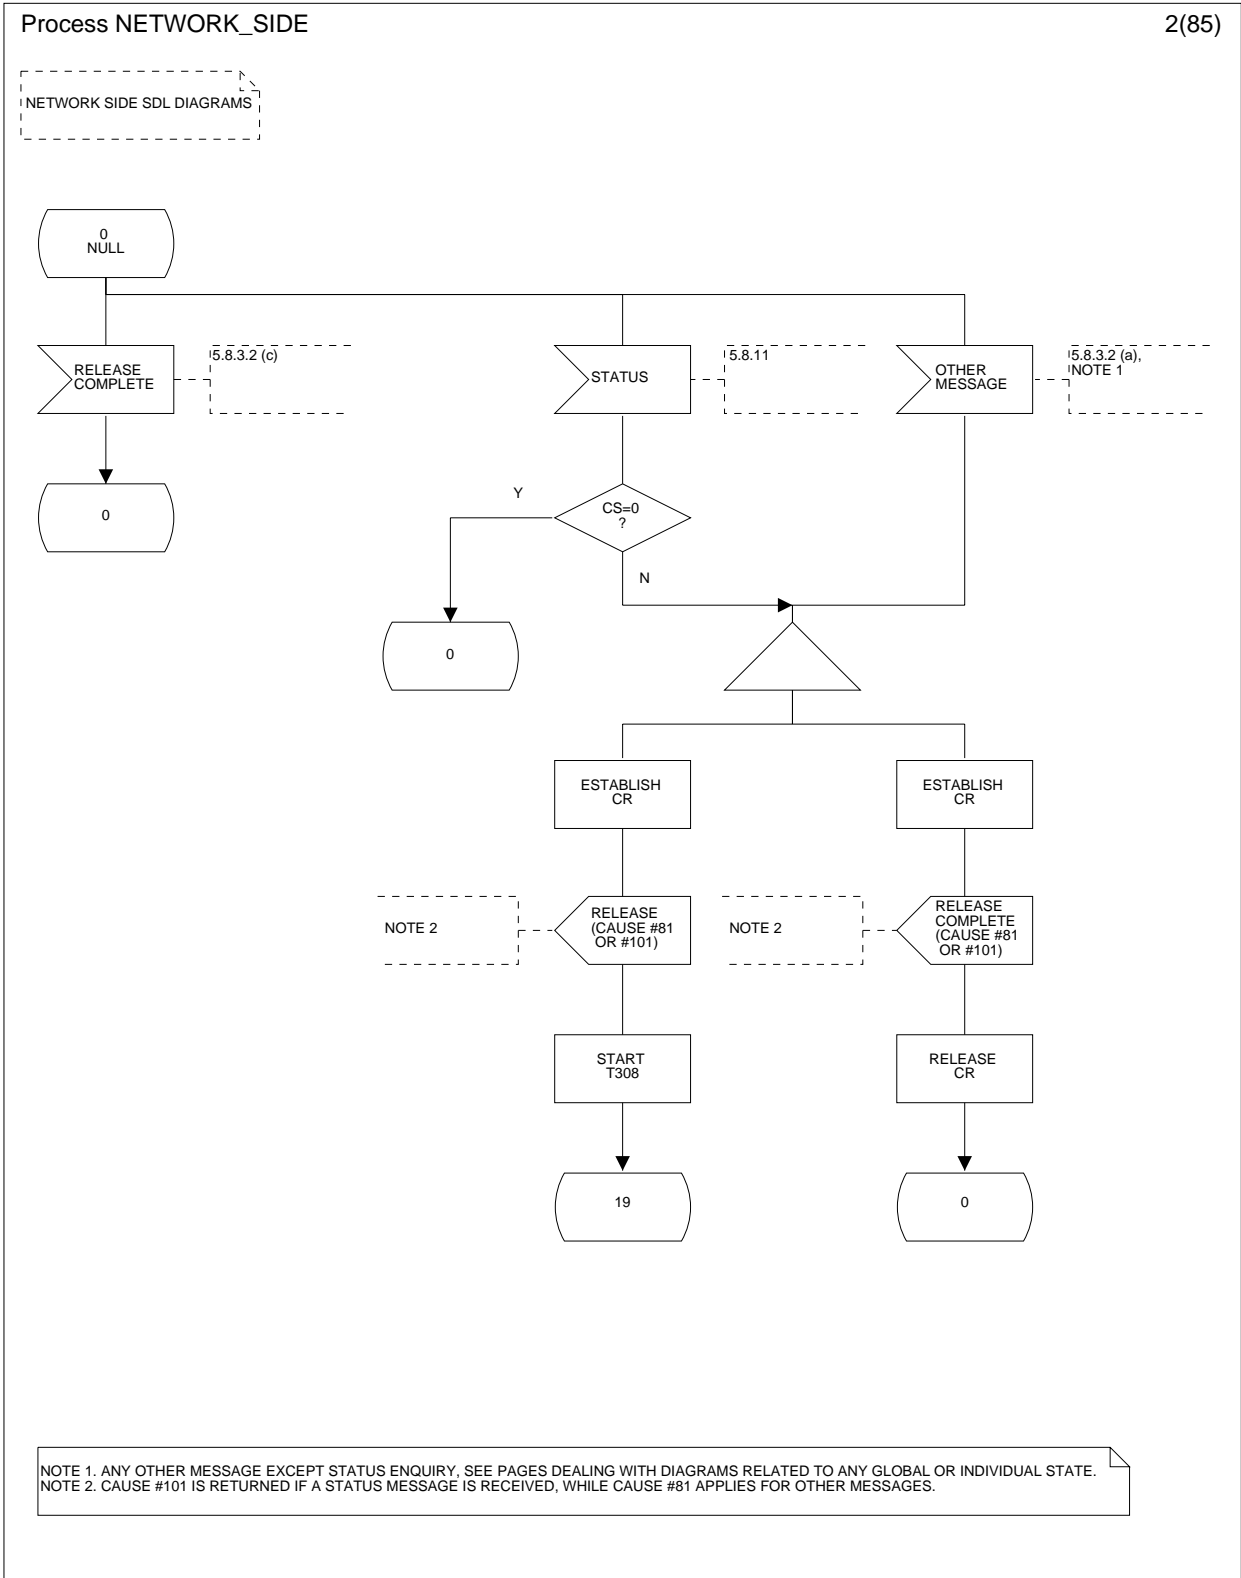 Process NETWORK_SIDE
2(85)
NETWORK SIDE SDL DIAGRAMS
0
NULL
RELEASE
COMPLETE
5.8.3.2 (c)
STATUS
5.8.11
OTHER
MESSAGE
5.8.3.2 (a),
NOTE 1
0
Y
CS=0
?
N
0
ESTABLISH
CR
ESTABLISH
CR
NOTE 2
RELEASE
(CAUSE #81
OR #101)
NOTE 2
RELEASE
COMPLETE
(CAUSE #81
OR #101)
START
T308
RELEASE
CR
19
0
NOTE 1. ANY OTHER MESSAGE EXCEPT STATUS ENQUIRY, SEE PAGES DEALING WITH DIAGRAMS RELATED TO ANY GLOBAL OR INDIVIDUAL STATE.
NOTE 2. CAUSE #101 IS RETURNED IF A STATUS MESSAGE IS RECEIVED, WHILE CAUSE #81 APPLIES FOR OTHER MESSAGES.